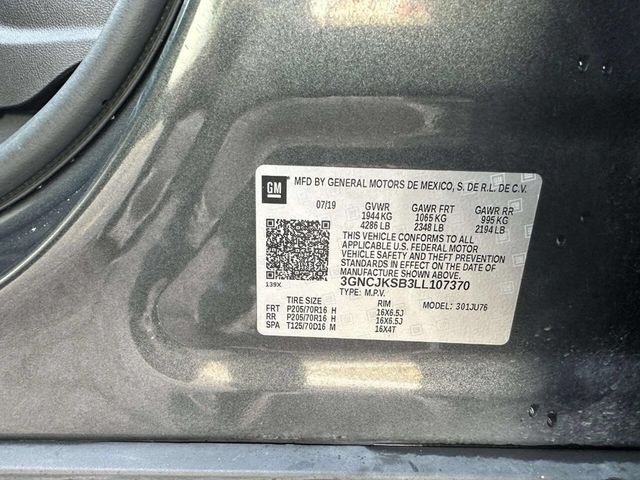 GM MFD BY GENERAL MOTORS DE MEXICO, S. DE R.L. DE C.V.
07/19 GVWR GAWR FRT GAWR RR
1944 KG 1065 KG 995 KG
4286 LB 2348 LB 2194 LB
THIS VEHICLE CONFORMS TO ALL
APPLICABLE U.S. FEDERAL MOTOR
VEHICLE SAFETY AND THEFT PREVENTION
STANDARDS IN EFFECT ON THE DATE OF
MANUFACTURE SHOWN ABOVE.
139X 3GNCJKSB3LL107370
TYPE: M.P.V.
TIRE SIZE RIM MODEL: 301JU76
FRT P205/70R16 H 16X6.5J
RR P205/70R16 H 16X6.5J
SPA T125/70D16 M 16X4T